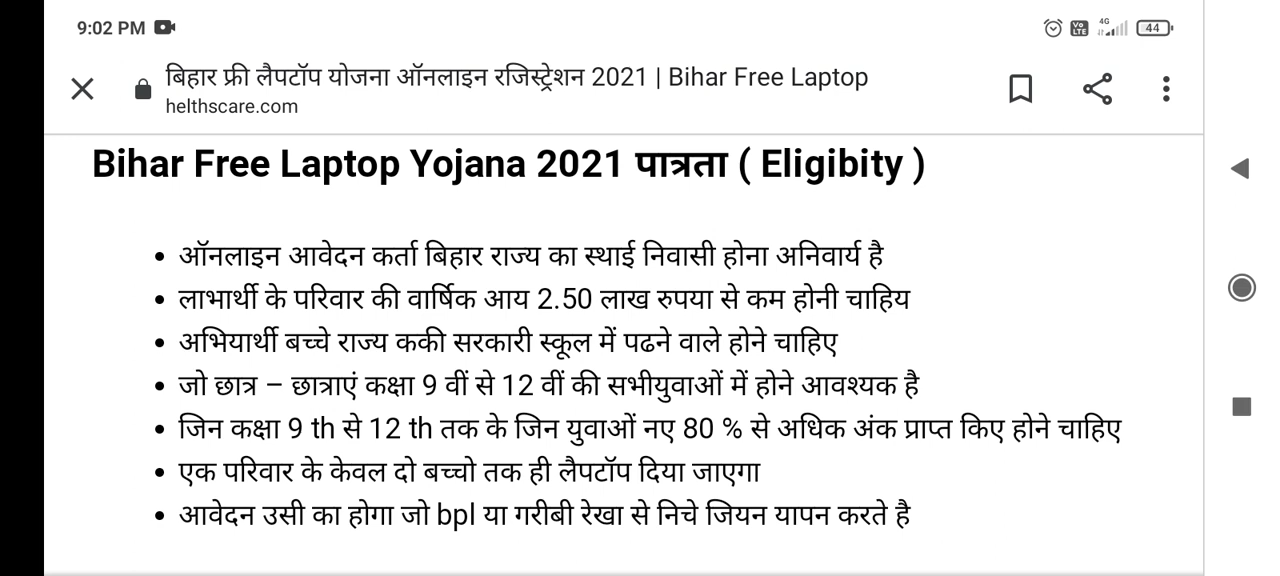 9:02 PM
4G
Vo LTE
44
बिहार फ्री लैपटॉप योजना ऑनलाइन रजिस्ट्रेशन 2021 | Bihar Free Laptop
helthscare.com
Bihar Free Laptop Yojana 2021 पात्रता ( Eligibity )
• ऑनलाइन आवेदन कर्ता बिहार राज्य का स्थाई निवासी होना अनिवार्य है
• लाभार्थी के परिवार की वार्षिक आय 2.50 लाख रुपया से कम होनी चाहिय
• अभियार्थी बच्चे राज्य ककी सरकारी स्कूल में पढने वाले होने चाहिए
• जो छात्र – छात्राएं कक्षा 9 वीं से 12 वीं की सभीयुवाओं में होने आवश्यक है
• जिन कक्षा 9 th से 12 th तक के जिन युवाओं नए 80 % से अधिक अंक प्राप्त किए होने चाहिए
• एक परिवार के केवल दो बच्चो तक ही लैपटॉप दिया जाएगा
• आवेदन उसी का होगा जो bpl या गरीबी रेखा से निचे जियन यापन करते है